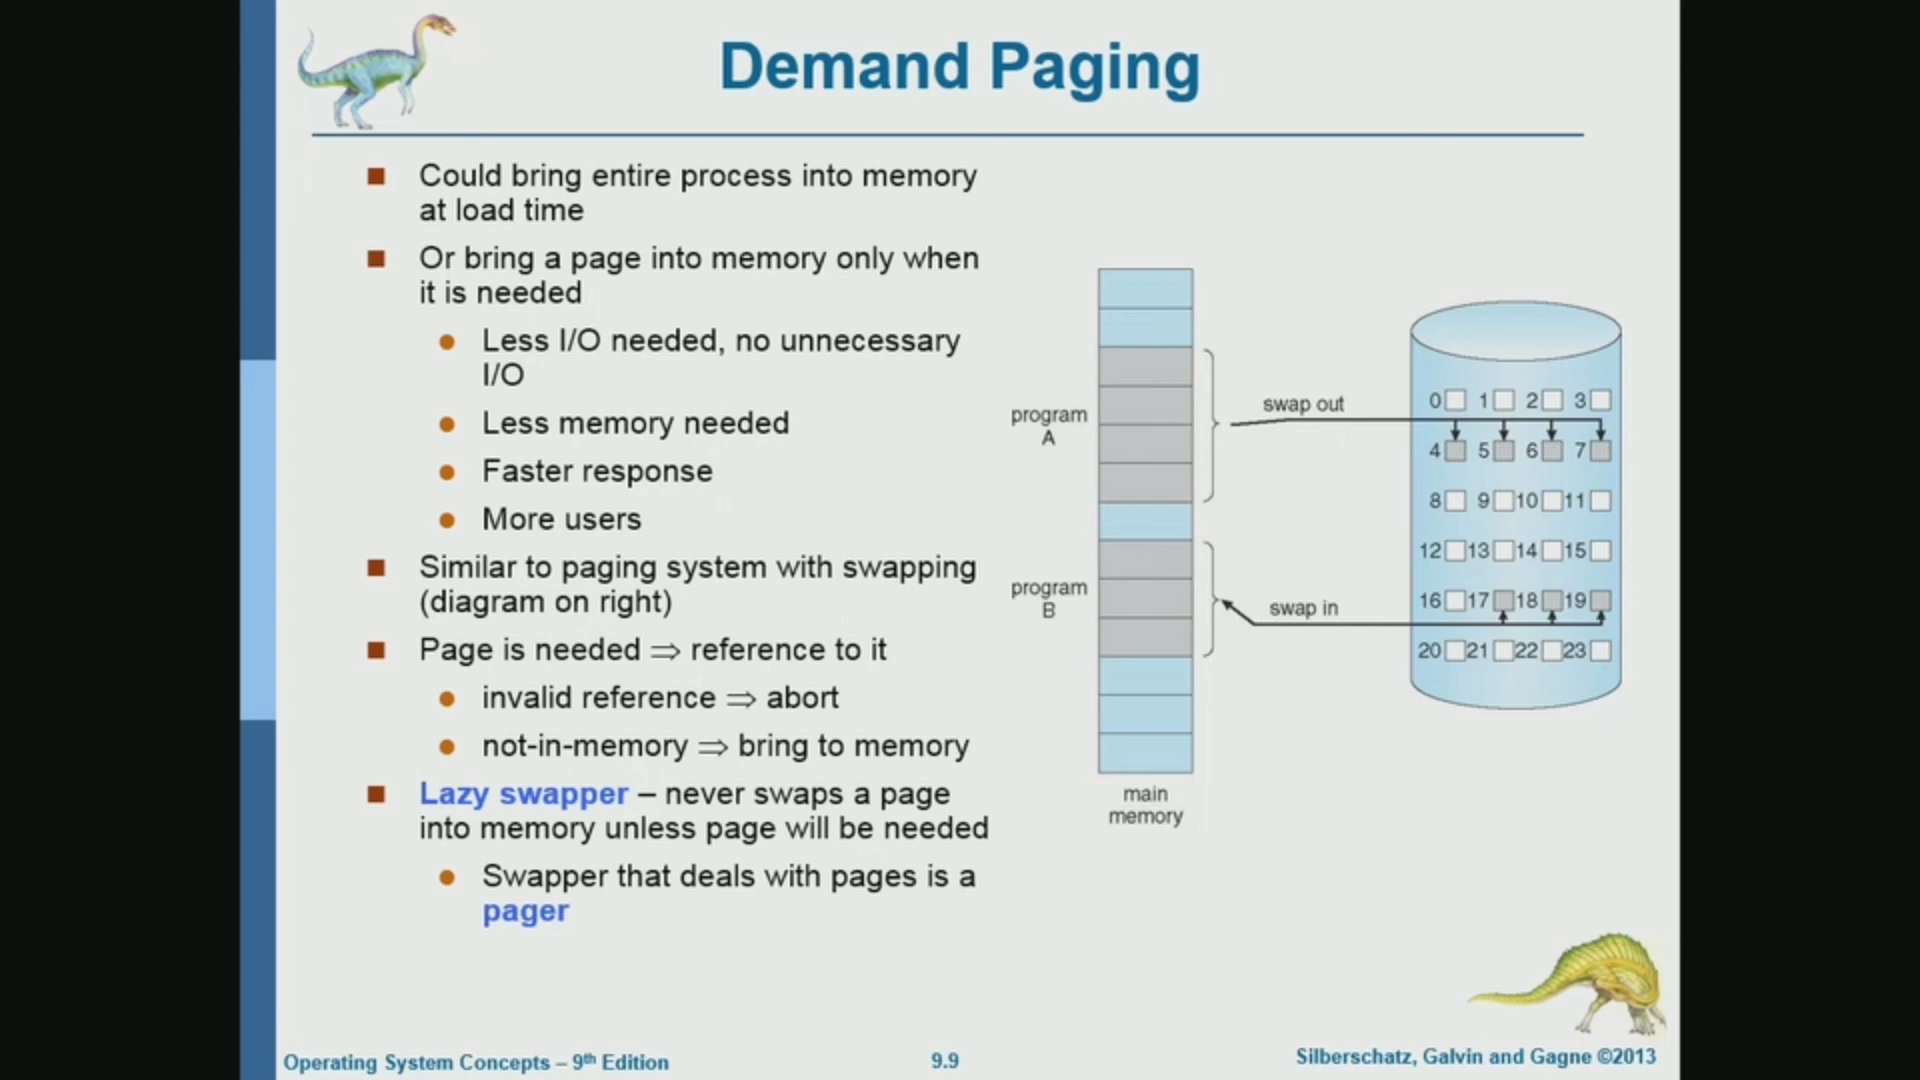 Demand Paging
Could bring entire process into memory
at load time
Or bring a page into memory only when
it is needed
Less I/O needed, no unnecessary
I/O
Less memory needed
Faster response
More users
Similar to paging system with swapping
(diagram on right)
Page is needed ⇒ reference to it
invalid reference ⇒ abort
not-in-memory ⇒ bring to memory
Lazy swapper – never swaps a page
into memory unless page will be needed
Swapper that deals with pages is a
pager
program
A
program
B
main
memory
swap out
swap in
0 1 2 3
4 5 6 7
8 9 10 11
12 13 14 15
16 17 18 19
20 21 22 23
Operating System Concepts – 9th Edition
9.9
Silberschatz, Galvin and Gagne ©2013